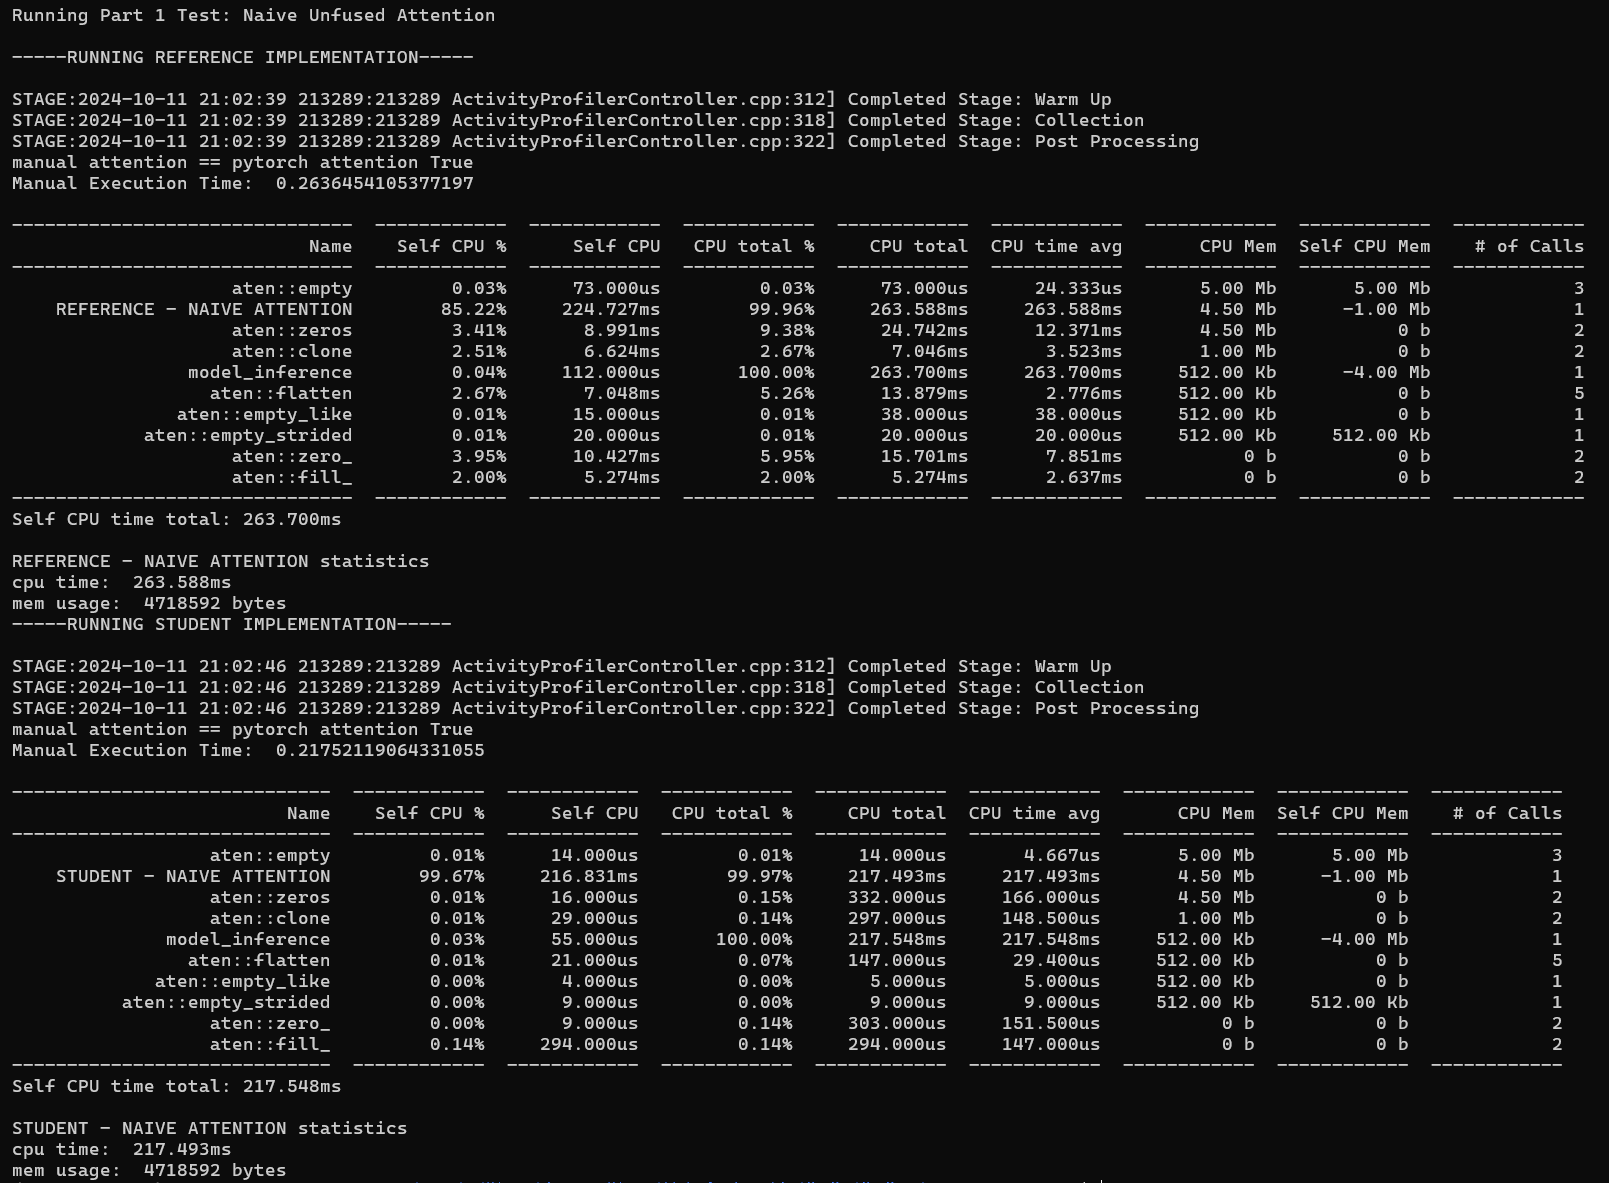 Running Part 1 Test: Naive Unfused Attention
-----RUNNING REFERENCE IMPLEMENTATION-----
STAGE:2024-10-11 21:02:39 213289:213289 ActivityProfilerController.cpp:312] Completed Stage: Warm Up
STAGE:2024-10-11 21:02:39 213289:213289 ActivityProfilerController.cpp:318] Completed Stage: Collection
STAGE:2024-10-11 21:02:39 213289:213289 ActivityProfilerController.cpp:322] Completed Stage: Post Processing
manual attention == pytorch attention True
Manual Execution Time:  0.2636454105377197
-------------------------------  ------------  ------------  ------------  ------------  ------------  ------------  ------------  ------------
Name    Self CPU %      Self CPU   CPU total %     CPU total  CPU time avg       CPU Mem  Self CPU Mem    # of Calls
-------------------------------  ------------  ------------  ------------  ------------  ------------  ------------  ------------  ------------
aten::empty         0.03%      73.000us         0.03%      73.000us      24.333us       5.00 Mb       5.00 Mb             3
REFERENCE - NAIVE ATTENTION        85.22%     224.727ms        99.96%     263.588ms     263.588ms       4.50 Mb      -1.00 Mb             1
aten::zeros         3.41%       8.991ms         9.38%      24.742ms      12.371ms       4.50 Mb           0 b             2
aten::clone         2.51%       6.624ms         2.67%       7.046ms       3.523ms       1.00 Mb           0 b             2
model_inference         0.04%     112.000us       100.00%     263.700ms     263.700ms     512.00 Kb      -4.00 Mb             1
aten::flatten         2.67%       7.048ms         5.26%      13.879ms       2.776ms     512.00 Kb           0 b             5
aten::empty_like         0.01%      15.000us         0.01%      38.000us      38.000us     512.00 Kb           0 b             1
aten::empty_strided         0.01%      20.000us         0.01%      20.000us      20.000us     512.00 Kb     512.00 Kb             1
aten::zero_         3.95%      10.427ms         5.95%      15.701ms       7.851ms           0 b           0 b             2
aten::fill_         2.00%       5.274ms         2.00%       5.274ms       2.637ms           0 b           0 b             2
-------------------------------  ------------  ------------  ------------  ------------  ------------  ------------  ------------  ------------
Self CPU time total: 263.700ms
REFERENCE - NAIVE ATTENTION statistics
cpu time:  263.588ms
mem usage:  4718592 bytes
-----RUNNING STUDENT IMPLEMENTATION-----
STAGE:2024-10-11 21:02:46 213289:213289 ActivityProfilerController.cpp:312] Completed Stage: Warm Up
STAGE:2024-10-11 21:02:46 213289:213289 ActivityProfilerController.cpp:318] Completed Stage: Collection
STAGE:2024-10-11 21:02:46 213289:213289 ActivityProfilerController.cpp:322] Completed Stage: Post Processing
manual attention == pytorch attention True
Manual Execution Time:  0.21752119064331055
-----------------------------  ------------  ------------  ------------  ------------  ------------  ------------  ------------  ------------
Name    Self CPU %      Self CPU   CPU total %     CPU total  CPU time avg       CPU Mem  Self CPU Mem    # of Calls
-----------------------------  ------------  ------------  ------------  ------------  ------------  ------------  ------------  ------------
aten::empty         0.01%      14.000us         0.01%      14.000us       4.667us       5.00 Mb       5.00 Mb             3
STUDENT - NAIVE ATTENTION        99.67%     216.831ms        99.97%     217.493ms     217.493ms       4.50 Mb      -1.00 Mb             1
aten::zeros         0.01%      16.000us         0.15%     332.000us     166.000us       4.50 Mb           0 b             2
aten::clone         0.01%      29.000us         0.14%     297.000us     148.500us       1.00 Mb           0 b             2
model_inference         0.03%      55.000us       100.00%     217.548ms     217.548ms     512.00 Kb      -4.00 Mb             1
aten::flatten         0.01%      21.000us         0.07%     147.000us      29.400us     512.00 Kb           0 b             5
aten::empty_like         0.00%       4.000us         0.00%       5.000us       5.000us     512.00 Kb           0 b             1
aten::empty_strided         0.00%       9.000us         0.00%       9.000us       9.000us     512.00 Kb     512.00 Kb             1
aten::zero_         0.00%       9.000us         0.14%     303.000us     151.500us           0 b           0 b             2
aten::fill_         0.14%     294.000us         0.14%     294.000us     147.000us           0 b           0 b             2
-----------------------------  ------------  ------------  ------------  ------------  ------------  ------------  ------------  ------------
Self CPU time total: 217.548ms
STUDENT - NAIVE ATTENTION statistics
cpu time:  217.493ms
mem usage:  4718592 bytes